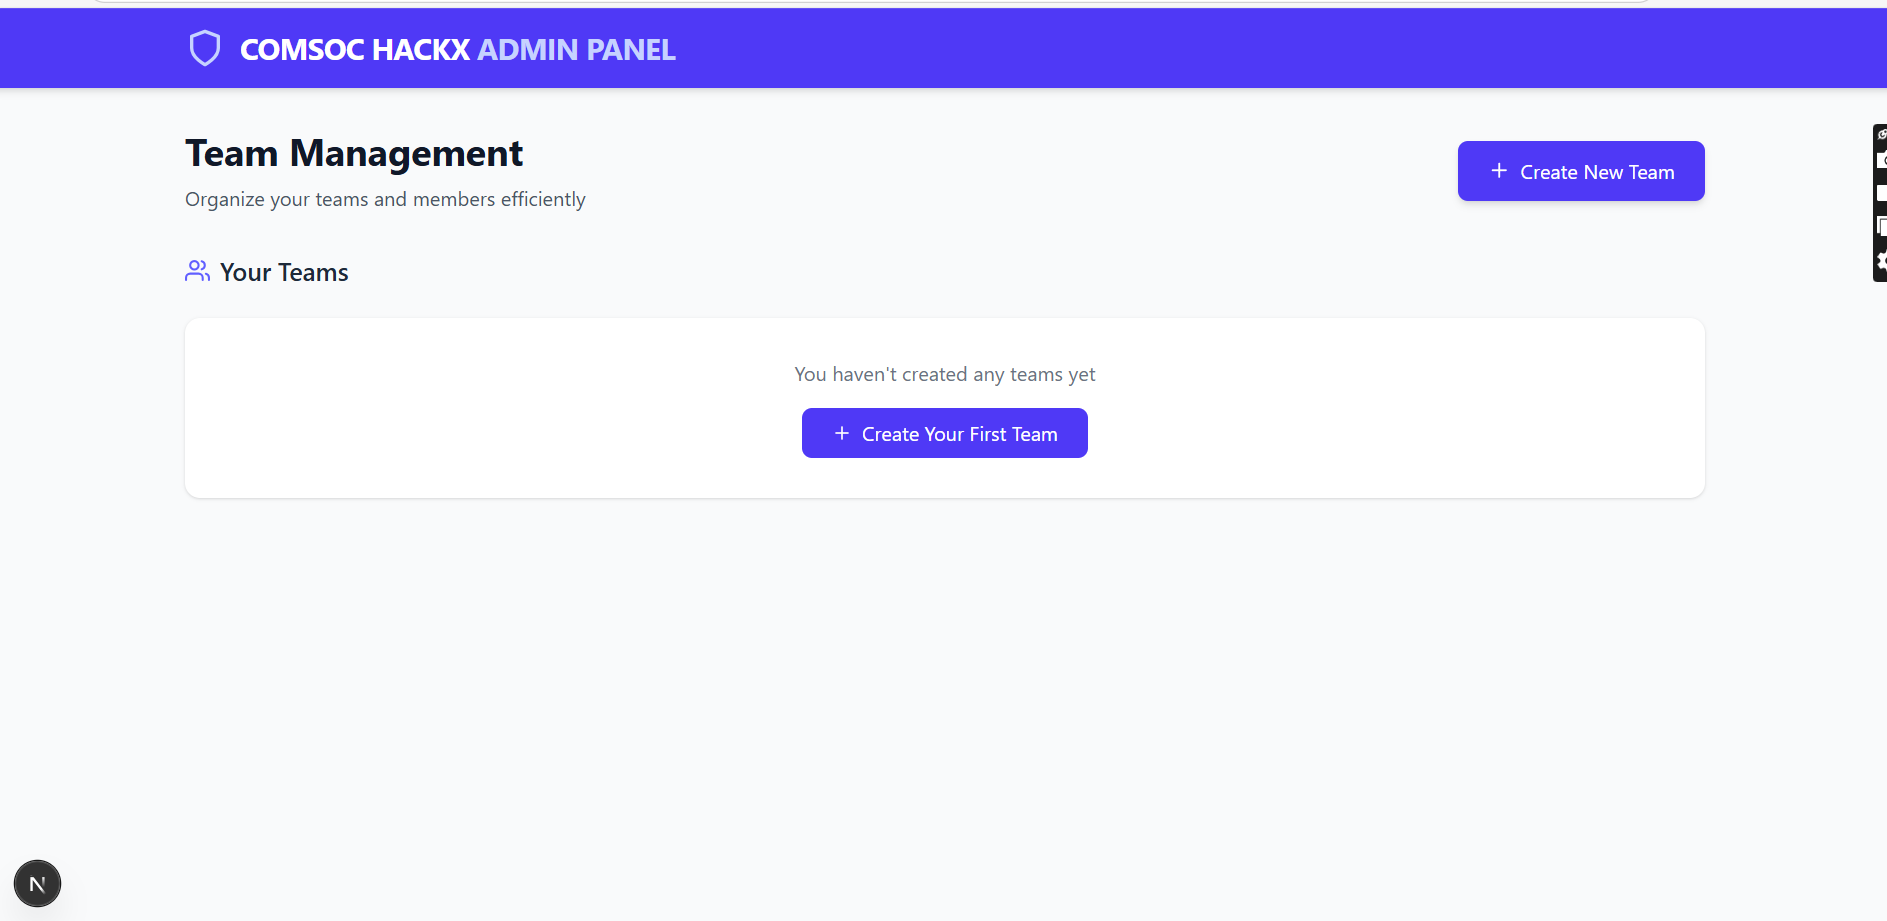 COMSOC HACKX ADMIN PANEL
Team Management
Organize your teams and members efficiently
Create New Team
Your Teams
You haven't created any teams yet
Create Your First Team
N